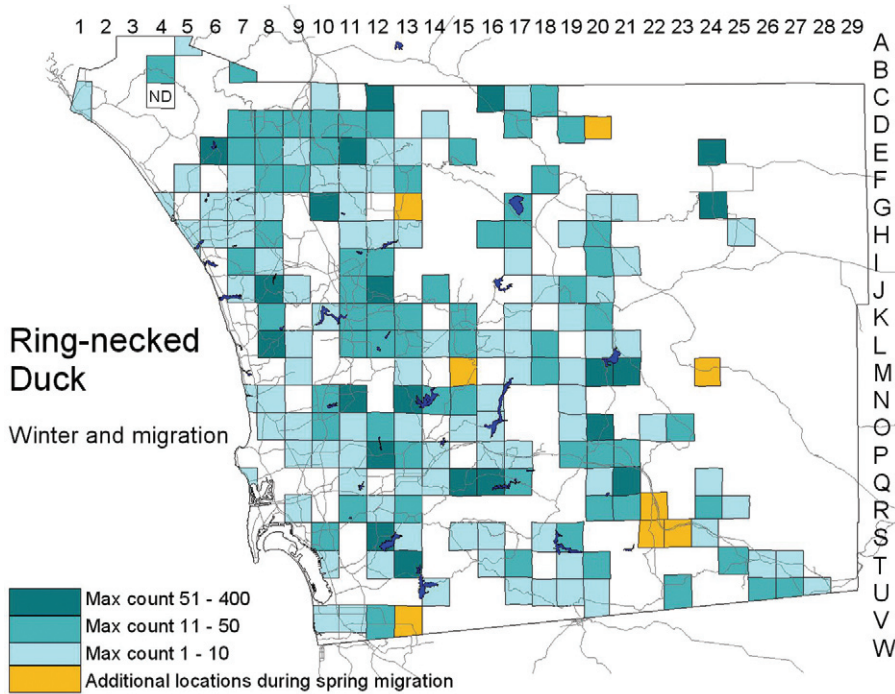 1 2 3 4 5 6 7 8 9 10 11 12 13 14 15 16 17 18 19 20 21 22 23 24 25 26 27 28 29
A
B
C
D
E
F
G
H
I
J
K
L
M
N
O
P
Q
R
S
T
U
V
W
ND
Ring-necked
Duck
Winter and migration
Max count 51 - 400
Max count 11 - 50
Max count 1 - 10
Additional locations during spring migration